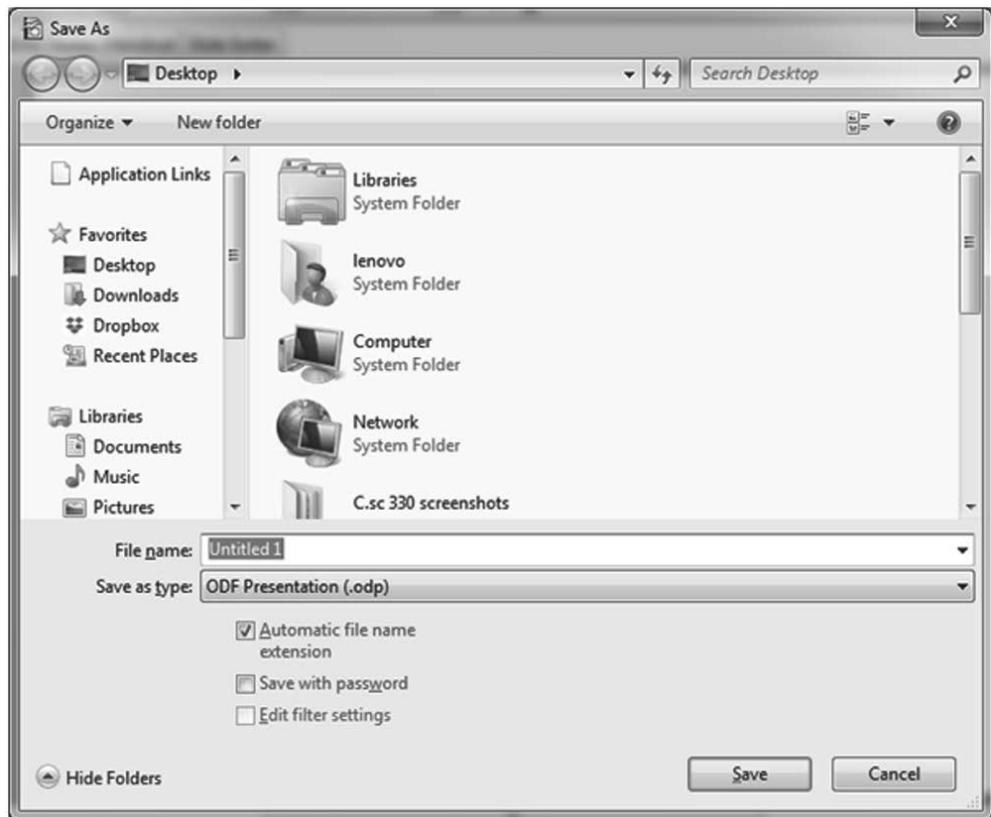 Save As
Desktop
Search Desktop
Organize
New folder
Application Links
Favorites
Desktop
Downloads
Dropbox
Recent Places
Libraries
Documents
Music
Pictures
Libraries
System Folder
lenovo
System Folder
Computer
System Folder
Network
System Folder
C.sc 330 screenshots
File name: Untitled 1
Save as type: ODF Presentation (.odp)
Automatic file name
extension
Save with password
Edit filter settings
Hide Folders
Save
Cancel